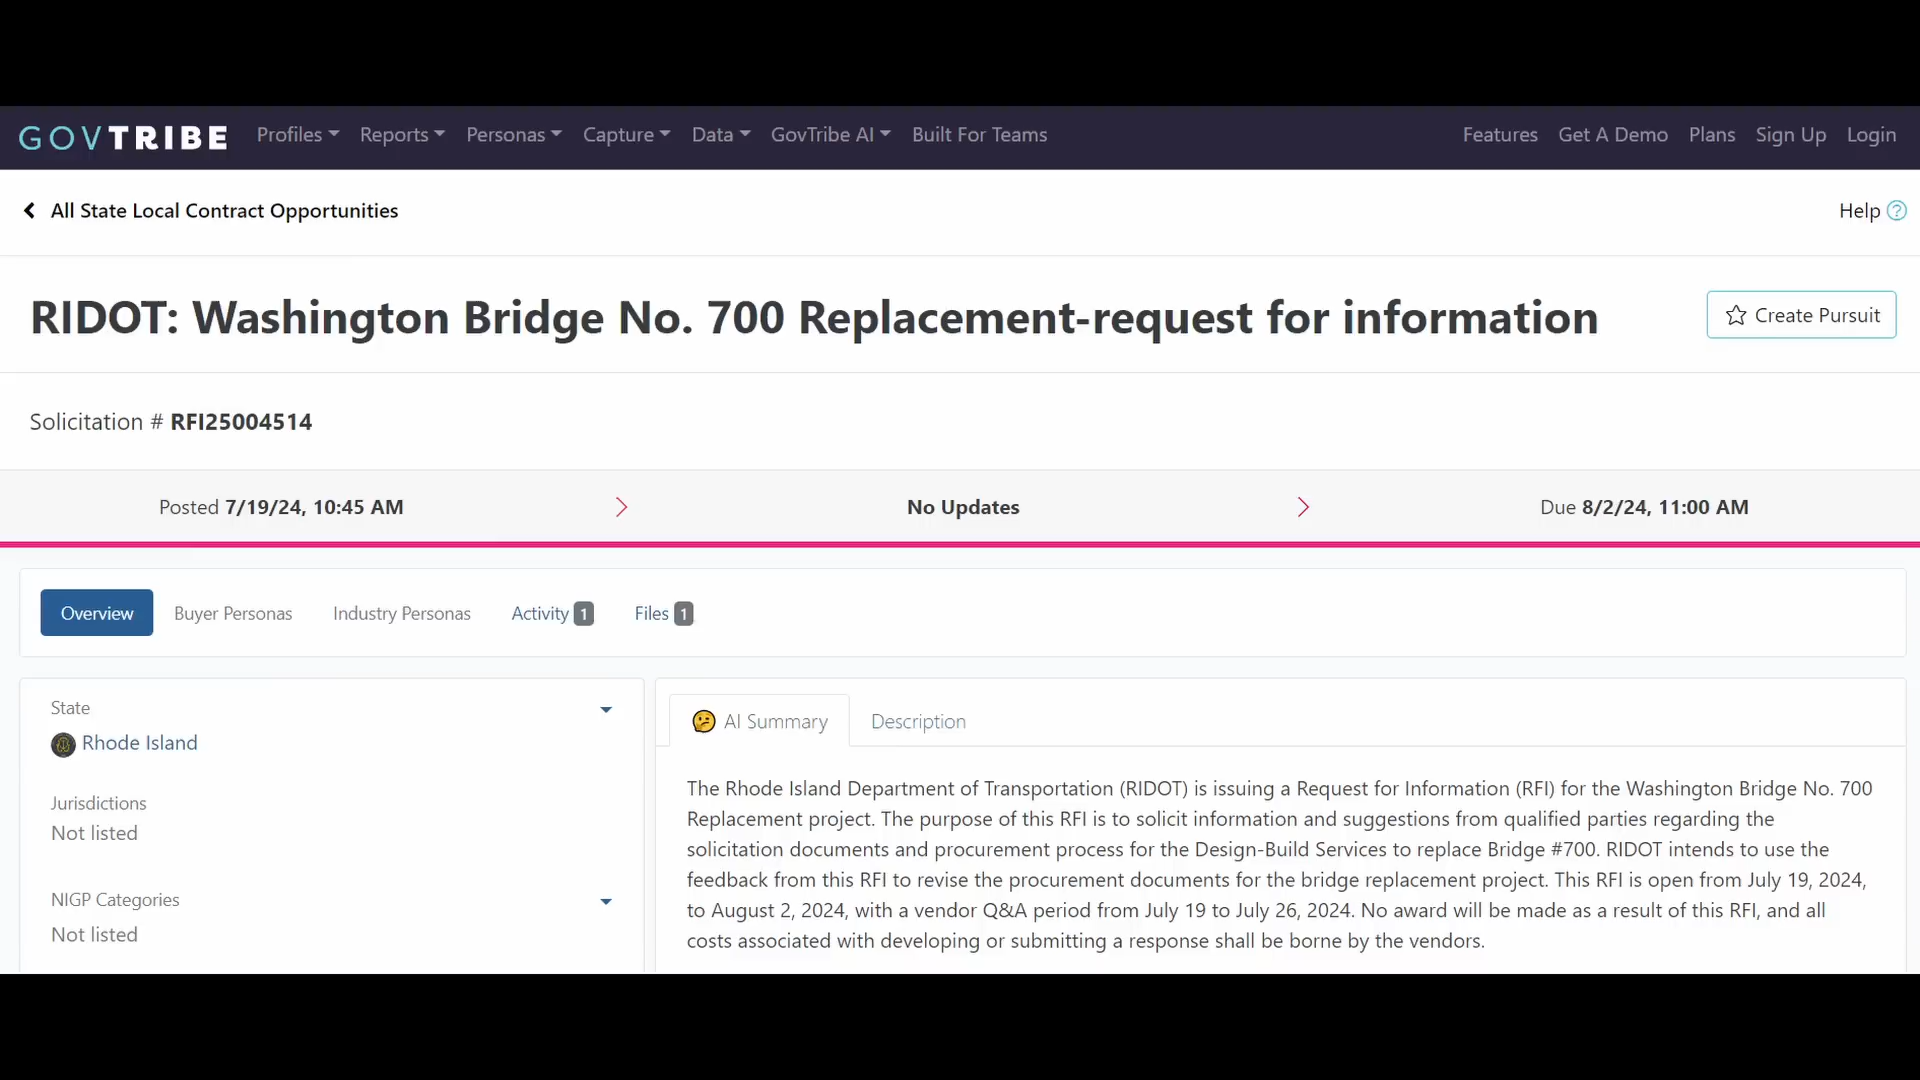 GOVTRIBE Profiles Reports Personas Capture Data GovTribe AI Built For Teams Features Get A Demo Plans Sign Up Login
All State Local Contract Opportunities Help
RIDOT: Washington Bridge No. 700 Replacement-request for information Create Pursuit
Solicitation # RFI25004514
Posted 7/19/24, 10:45 AM No Updates Due 8/2/24, 11:00 AM
Overview Buyer Personas Industry Personas Activity 1 Files 1
State
Rhode Island
Jurisdictions
Not listed
NIGP Categories
Not listed
AI Summary Description
The Rhode Island Department of Transportation (RIDOT) is issuing a Request for Information (RFI) for the Washington Bridge No. 700
Replacement project. The purpose of this RFI is to solicit information and suggestions from qualified parties regarding the
solicitation documents and procurement process for the Design-Build Services to replace Bridge #700. RIDOT intends to use the
feedback from this RFI to revise the procurement documents for the bridge replacement project. This RFI is open from July 19, 2024,
to August 2, 2024, with a vendor Q&A period from July 19 to July 26, 2024. No award will be made as a result of this RFI, and all
costs associated with developing or submitting a response shall be borne by the vendors.